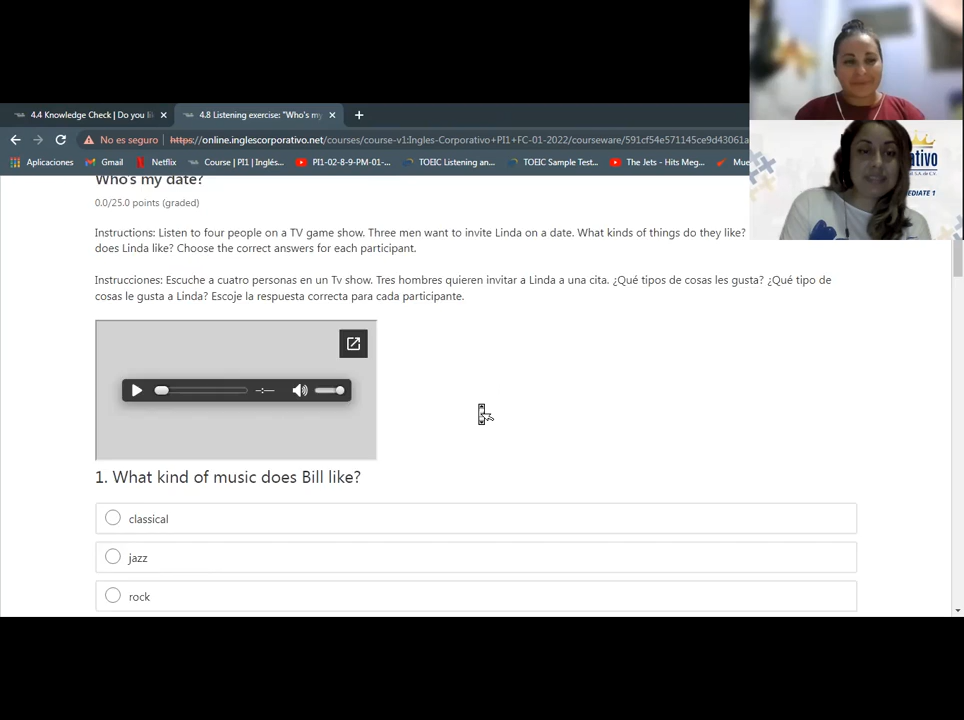 4.4 Knowledge Check | Do you li
4.8 Listening exercise: "Who's my
No es seguro
https://online.inglescorporativo.net/courses/course-v1:Ingles-Corporativo+PI1+FC-01-2022/courseware/591cf54e571145ce9d43061a
Aplicaciones
Gmail
Netflix
Course | PI1 | Inglés...
PI1-02-8-9-PM-01-...
TOEIC Listening an...
TOEIC Sample Test...
The Jets - Hits Meg...
Mue
Who's my date?
0.0/25.0 points (graded)
Instructions: Listen to four people on a TV game show. Three men want to invite Linda on a date. What kinds of things do they like?
does Linda like? Choose the correct answers for each participant.
Instrucciones: Escuche a cuatro personas en un Tv show. Tres hombres quieren invitar a Linda a una cita. ¿Qué tipos de cosas les gusta? ¿Qué tipo de
cosas le gusta a Linda? Escoje la respuesta correcta para cada participante.
-:--
1. What kind of music does Bill like?
classical
jazz
rock